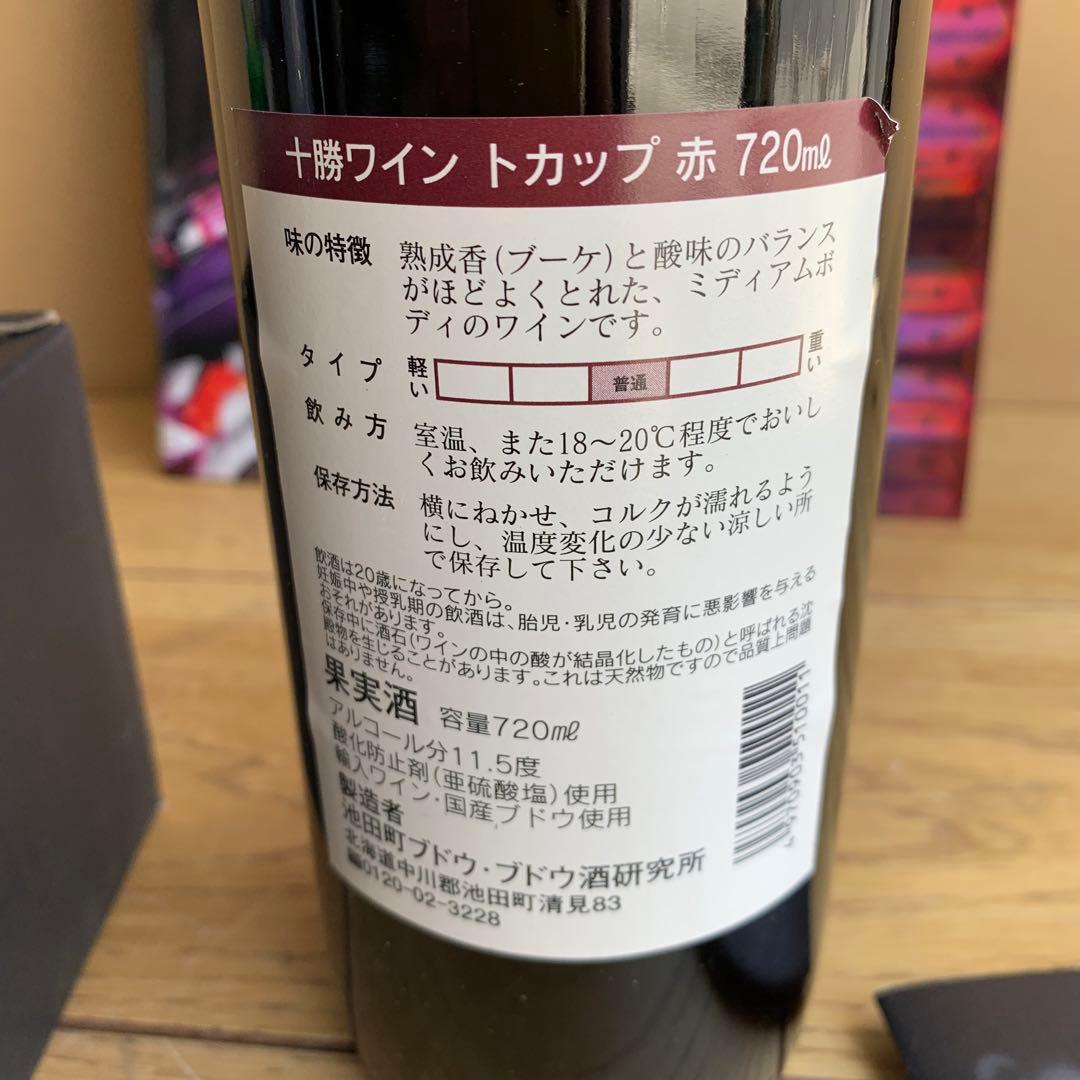 十勝ワイン トカップ 赤 720mℓ
味の特徴 熟成香(ブーケ)と酸味のバランス
がほどよくとれた、ミディアムボ
ディのワインです。
タイプ 軽い 普通 重い
飲み方 室温、また18～20℃程度でおいし
くお飲みいただけます。
保存方法 横にねかせ、コルクが濡れるよう
にし、温度変化の少ない涼しい所
で保存して下さい。
飲酒は20歳になってから。
妊娠中や授乳期の飲酒は、胎児・乳児の発育に悪影響を与える
おそれがあります。
保存中に酒石(ワインの中の酸が結晶化したもの)と呼ばれる沈
殿物を生じることがあります。これは天然物ですので品質上問題
はありません。
果実酒 容量720mℓ
アルコール分11.5度
酸化防止剤(亜硫酸塩)使用
輸入ワイン・国産ブドウ使用
製造者
池田町ブドウ・ブドウ酒研究所
北海道中川郡池田町清見83
☎0120-02-3228